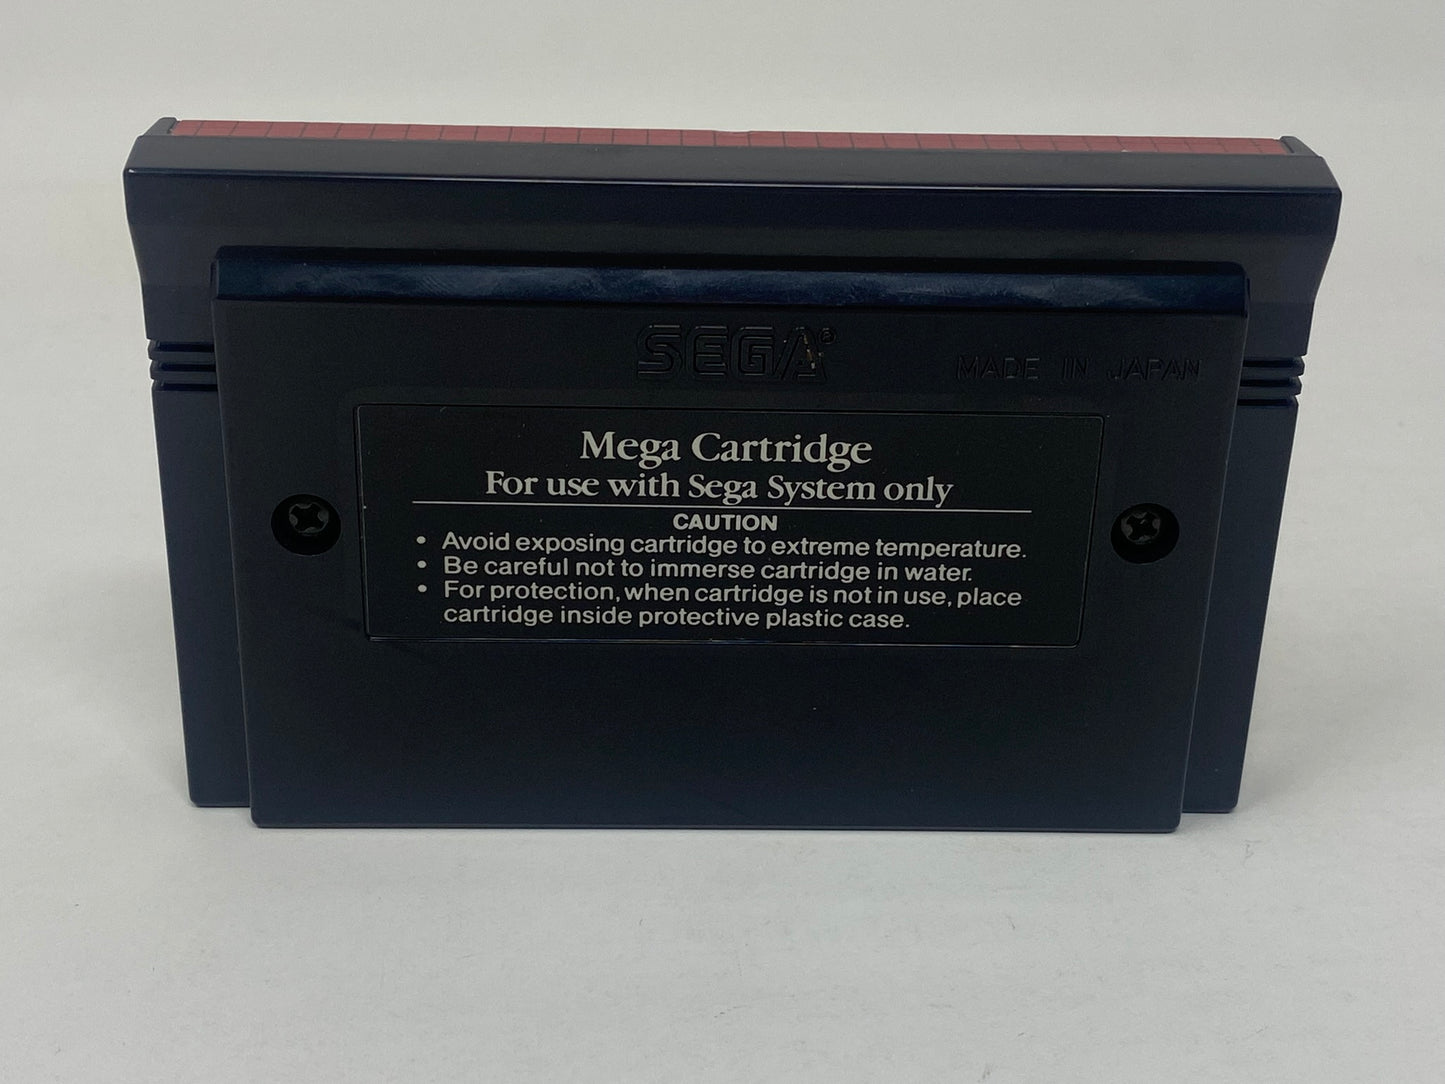 SEGA®
MADE IN JAPAN
Mega Cartridge
For use with Sega System only
CAUTION
• Avoid exposing cartridge to extreme temperature.
• Be careful not to immerse cartridge in water.
• For protection, when cartridge is not in use, place
cartridge inside protective plastic case.